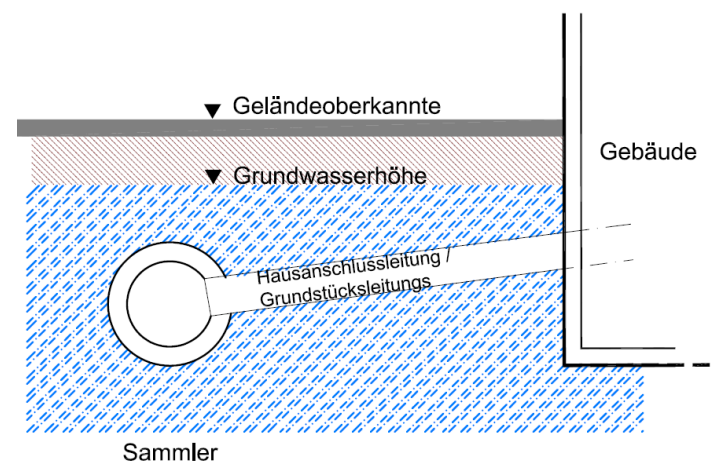 Geländeoberkannte
Gebäude
Grundwasserhöhe
Hausanschlussleitung /
Grundstücksleitungs
Sammler